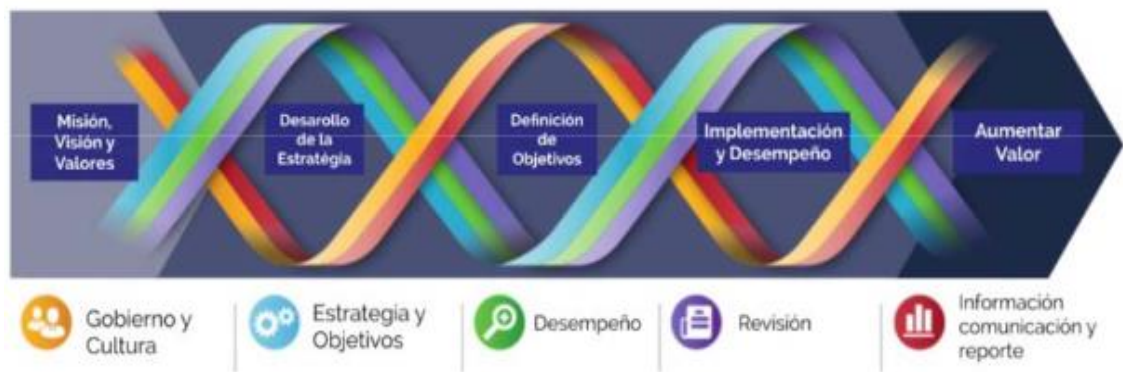 Misión,
Visión y
Valores
Desarollo
de la
Estratégia
Definición
de
Objetivos
Implementación
y Desempeño
Aumentar
Valor
Gobierno y
Cultura
Estrategia y
Objetivos
Desempeño
Revisión
Información
comunicación y
reporte